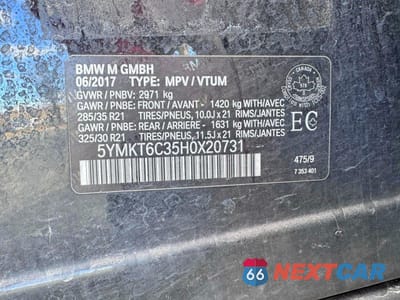 BMW M GMBH
06/2017 TYPE: MPV / VTUM
GVWR / PNBV: 2971 kg
GAWR / PNBE: FRONT / AVANT - 1420 kg WITH/AVEC
285/35 R21 TIRES/PNEUS, 10.0J x 21 RIMS/JANTES
GAWR / PNBE: REAR / ARRIERE - 1631 kg WITH/AVEC
325/30 R21 TIRES/PNEUS, 11.5J x 21 RIMS/JANTES
5YMKT6C35H0X20731
CANADA
EC
475/9
7 353 401
66 NEXTCAR